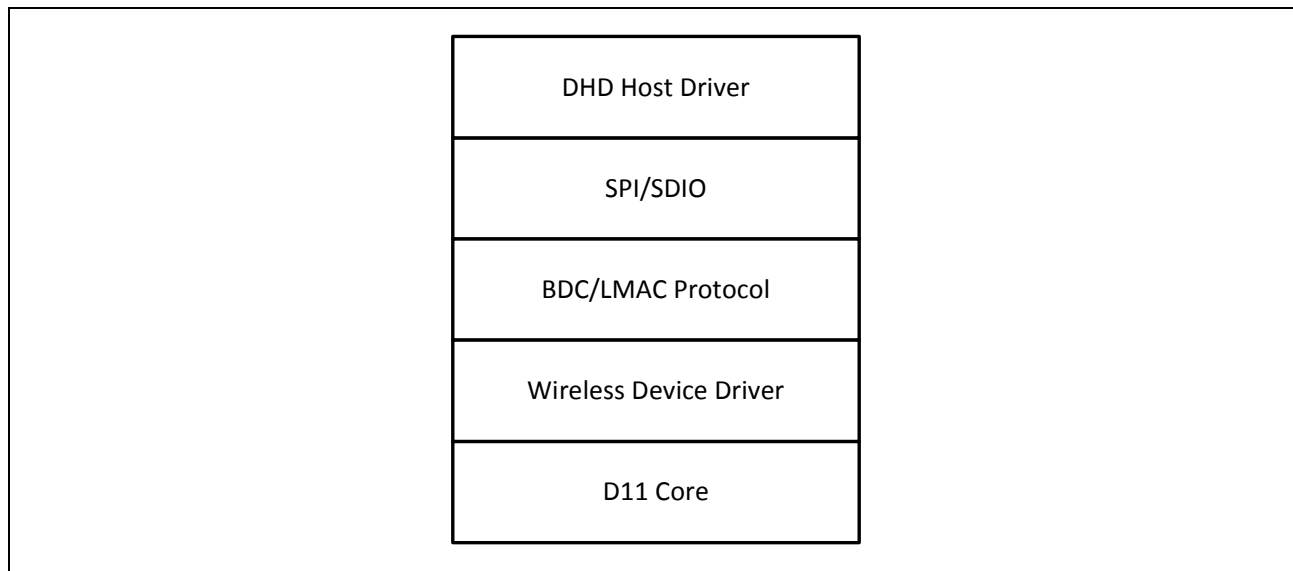 DHD Host Driver
SPI/SDIO
BDC/LMAC Protocol
Wireless Device Driver
D11 Core